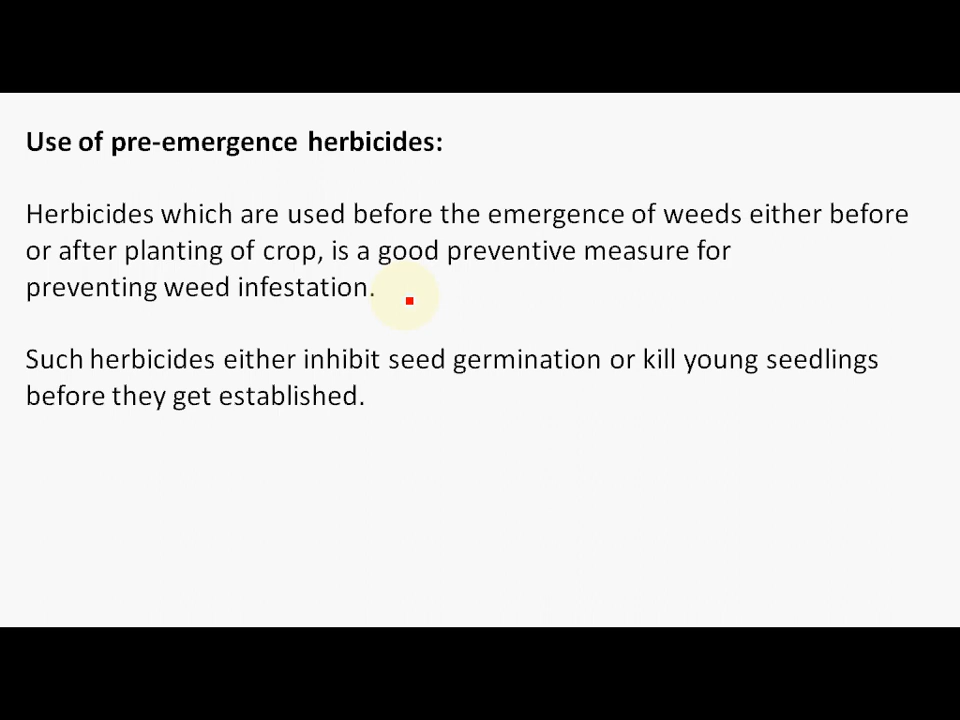 Use of pre-emergence herbicides:
Herbicides which are used before the emergence of weeds either before
or after planting of crop, is a good preventive measure for
preventing weed infestation.
Such herbicides either inhibit seed germination or kill young seedlings
before they get established.